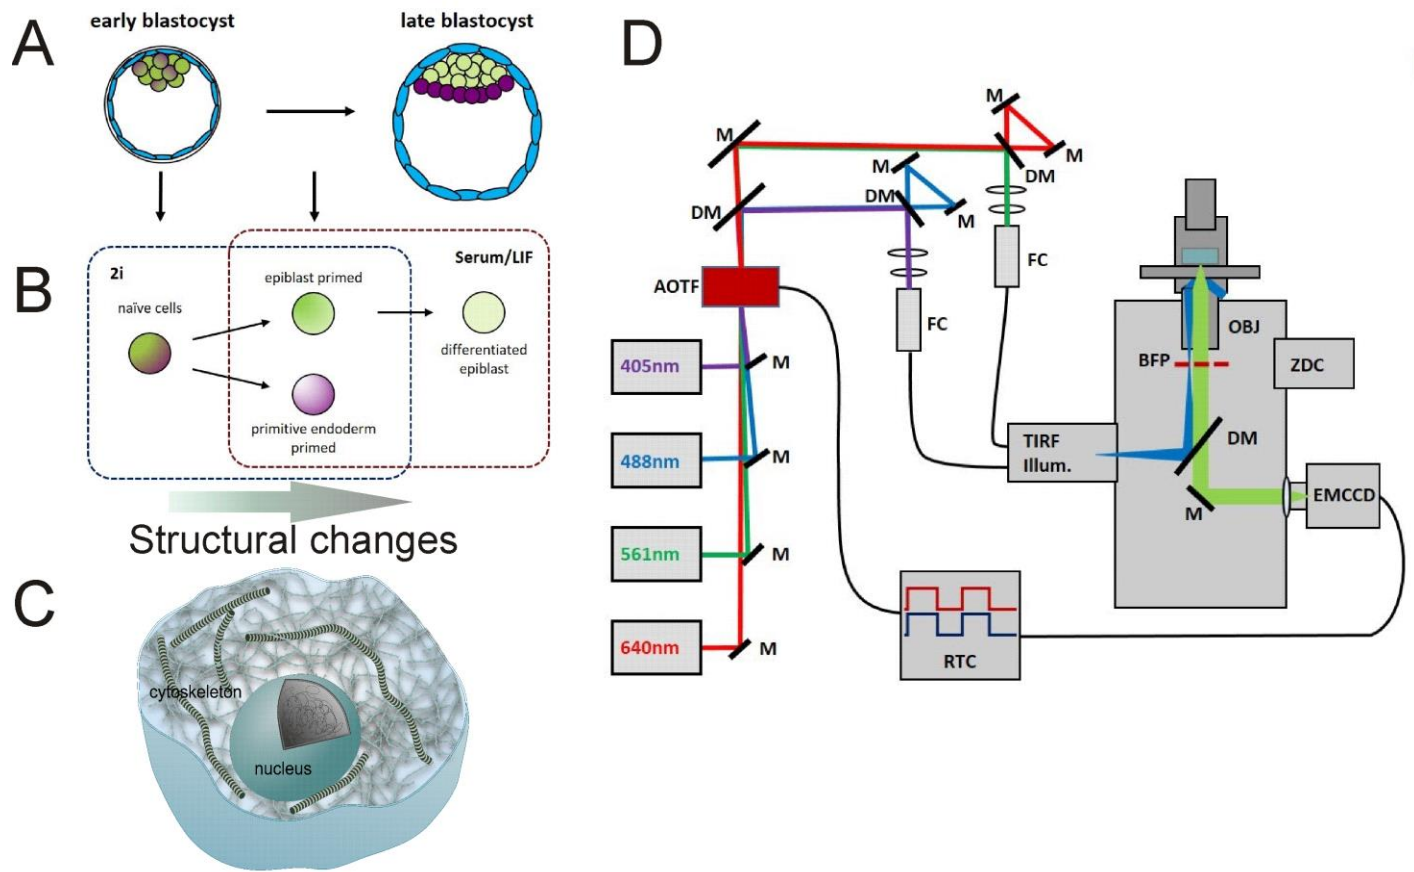 A
early blastocyst
late blastocyst
B
2i
Serum/LIF
naïve cells
epiblast primed
differentiated
epiblast
primitive endoderm
primed
Structural changes
C
cytoskeleton
nucleus
D
M
M
M
DM
M
DM
M
DM
FC
FC
AOTF
405nm
M
488nm
M
561nm
M
640nm
M
OBJ
BFP
ZDC
DM
TIRF
Illum.
M
EMCCD
RTC